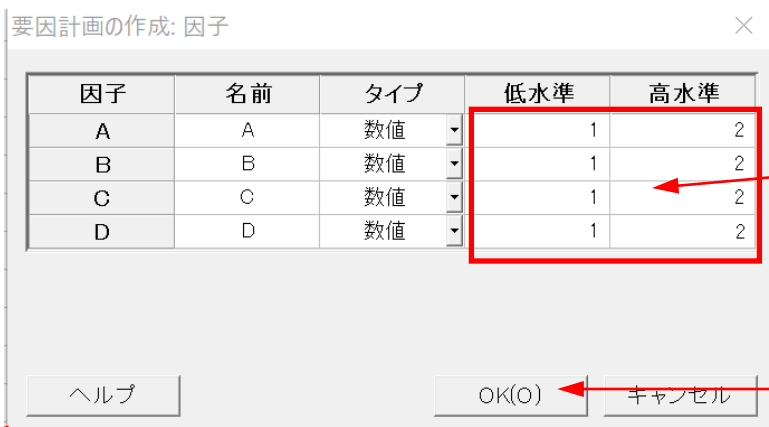 要因計画の作成: 因子
因子 名前 タイプ 低水準 高水準
A A 数値 1 2
B B 数値 1 2
C C 数値 1 2
D D 数値 1 2
ヘルプ OK(O) キャンセル